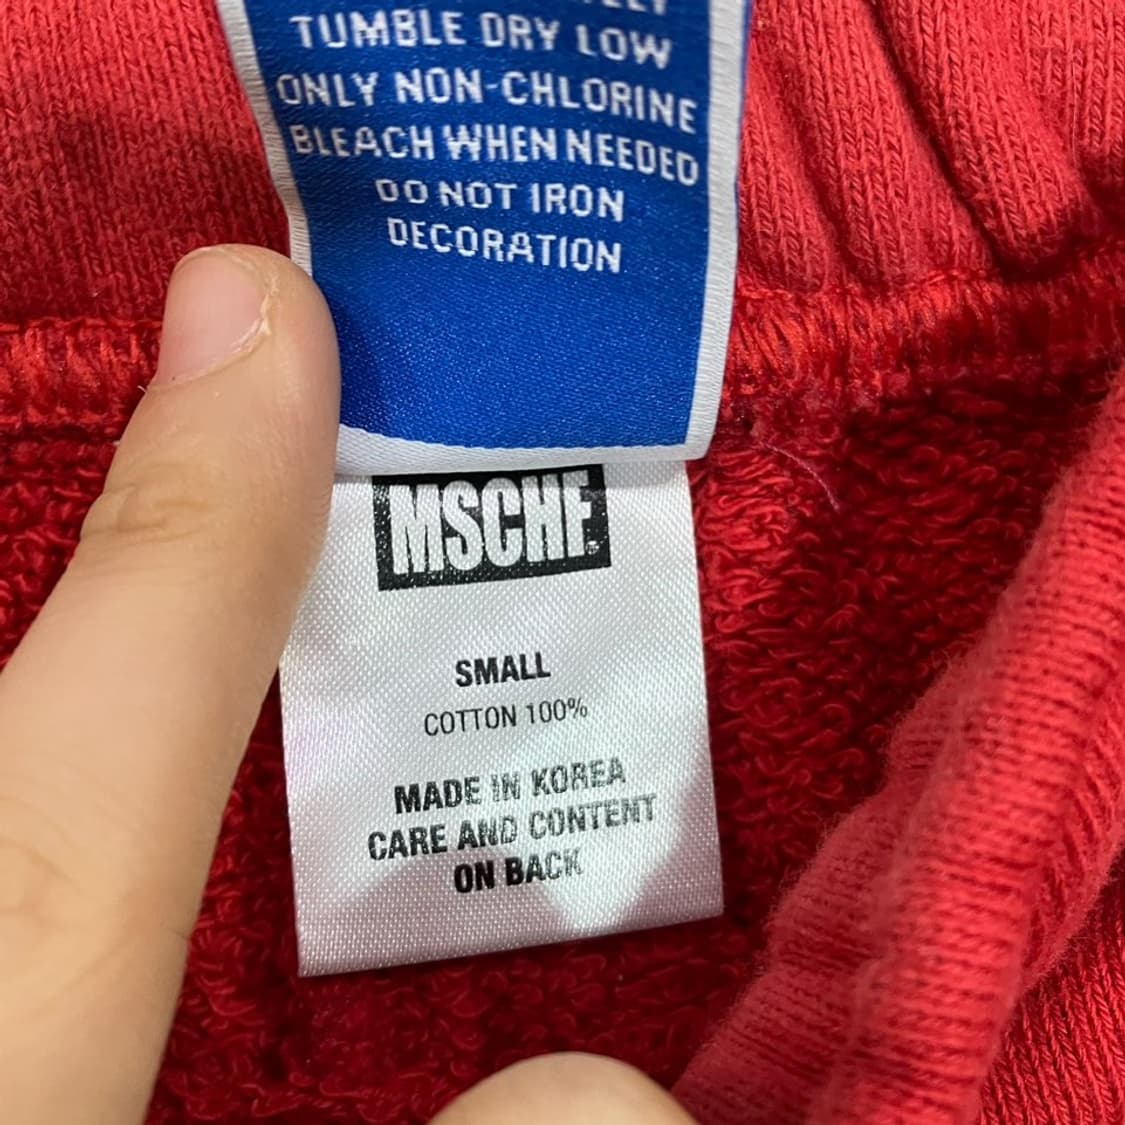 TUMBLE DRY LOW
ONLY NON-CHLORINE
BLEACH WHEN NEEDED
DO NOT IRON
DECORATION
MSCHF
SMALL
COTTON 100%
MADE IN KOREA
CARE AND CONTENT
ON BACK